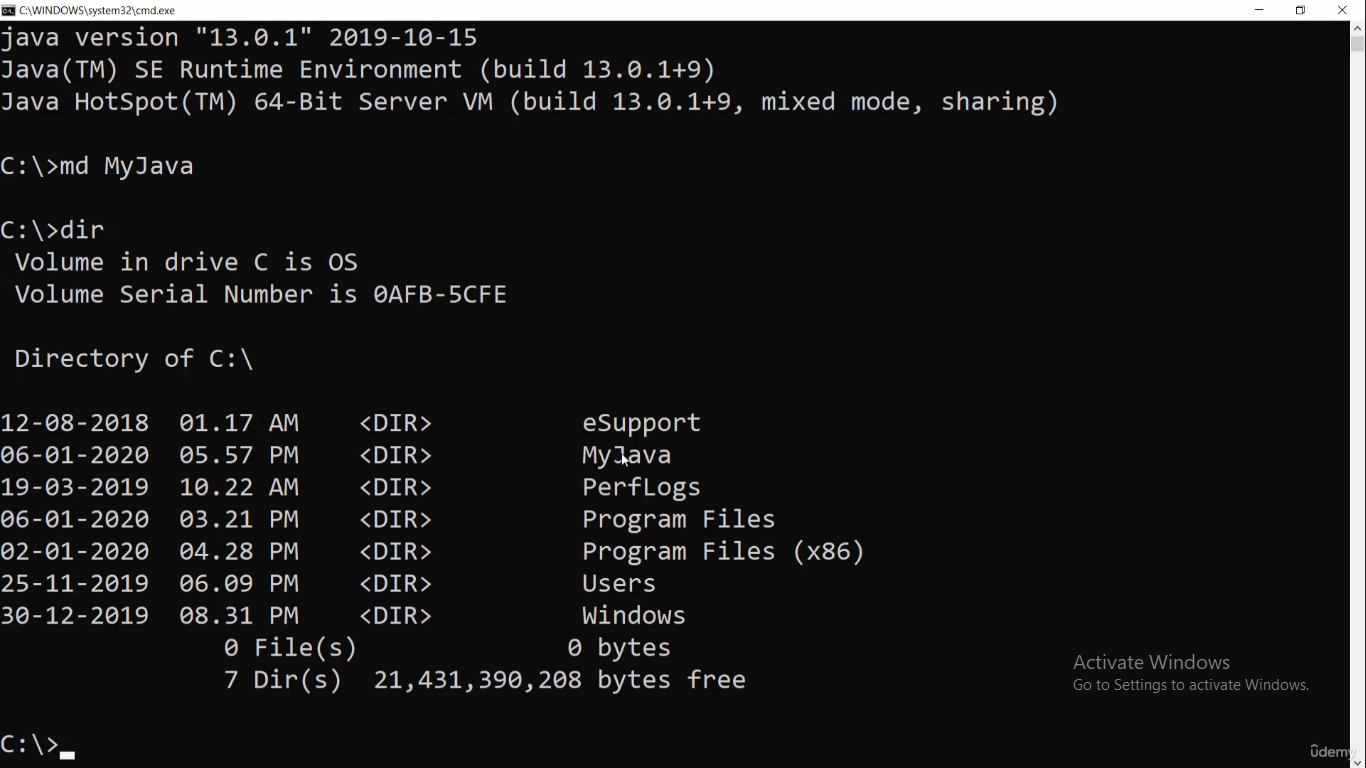 C:\WINDOWS\system32\cmd.exe
java version "13.0.1" 2019-10-15
Java(TM) SE Runtime Environment (build 13.0.1+9)
Java HotSpot(TM) 64-Bit Server VM (build 13.0.1+9, mixed mode, sharing)
C:\>md MyJava
C:\>dir
Volume in drive C is OS
Volume Serial Number is 0AFB-5CFE
Directory of C:\
12-08-2018 01.17 AM <DIR> eSupport
06-01-2020 05.57 PM <DIR> MyJava
19-03-2019 10.22 AM <DIR> PerfLogs
06-01-2020 03.21 PM <DIR> Program Files
02-01-2020 04.28 PM <DIR> Program Files (x86)
25-11-2019 06.09 PM <DIR> Users
30-12-2019 08.31 PM <DIR> Windows
0 File(s) 0 bytes
7 Dir(s) 21,431,390,208 bytes free
Activate Windows
Go to Settings to activate Windows.
C:\>
ûdemy